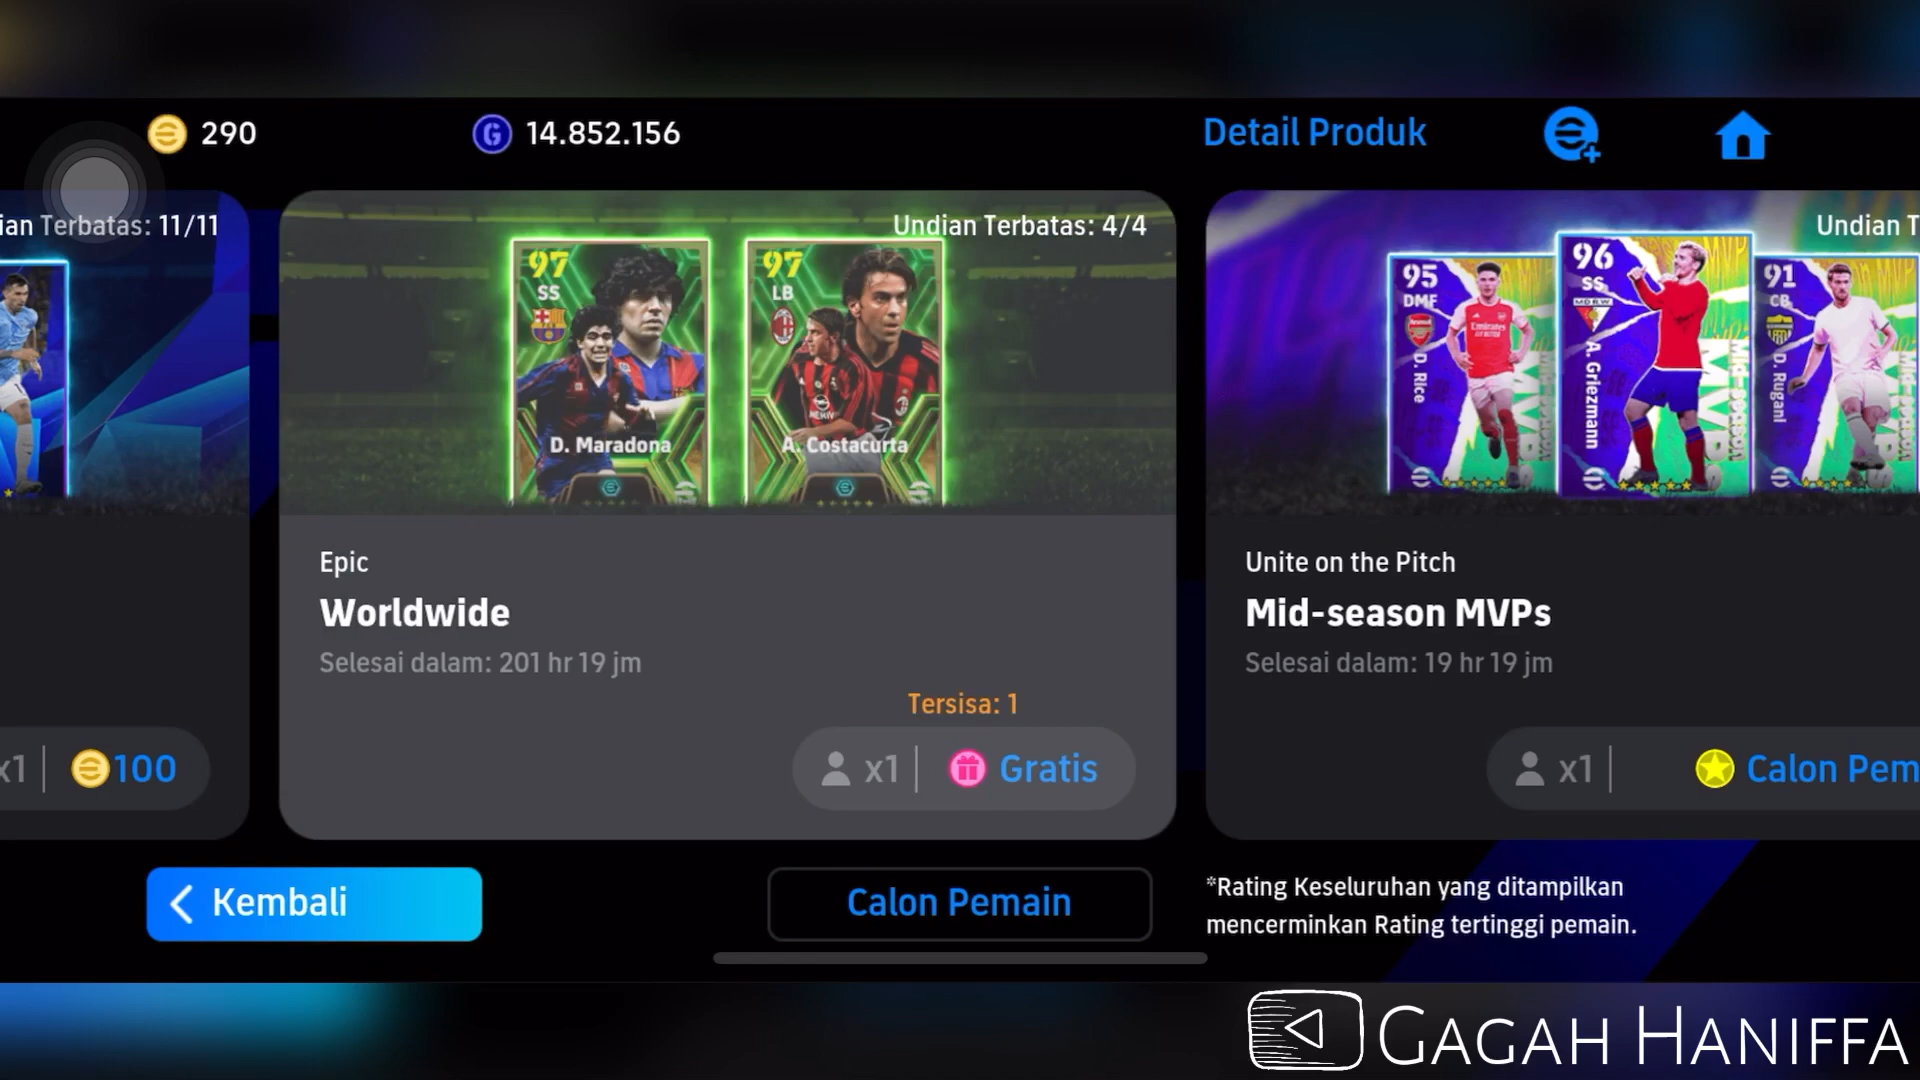 290
14.852.156
Detail Produk
ian Terbatas: 11/11
Undian Terbatas: 4/4
97
SS
D. Maradona
97
LB
A. Costacurta
Undian T
95
DMF
D. Rice
96
SS
A. Griezmann
Mid-season
MVP
91
CB
D. Rugani
Epic
Worldwide
Selesai dalam: 201 hr 19 jm
Tersisa: 1
x1
Gratis
Unite on the Pitch
Mid-season MVPs
Selesai dalam: 19 hr 19 jm
x1
Calon Pem
x1
100
Kembali
Calon Pemain
*Rating Keseluruhan yang ditampilkan
mencerminkan Rating tertinggi pemain.
GAGAH HANIFFA